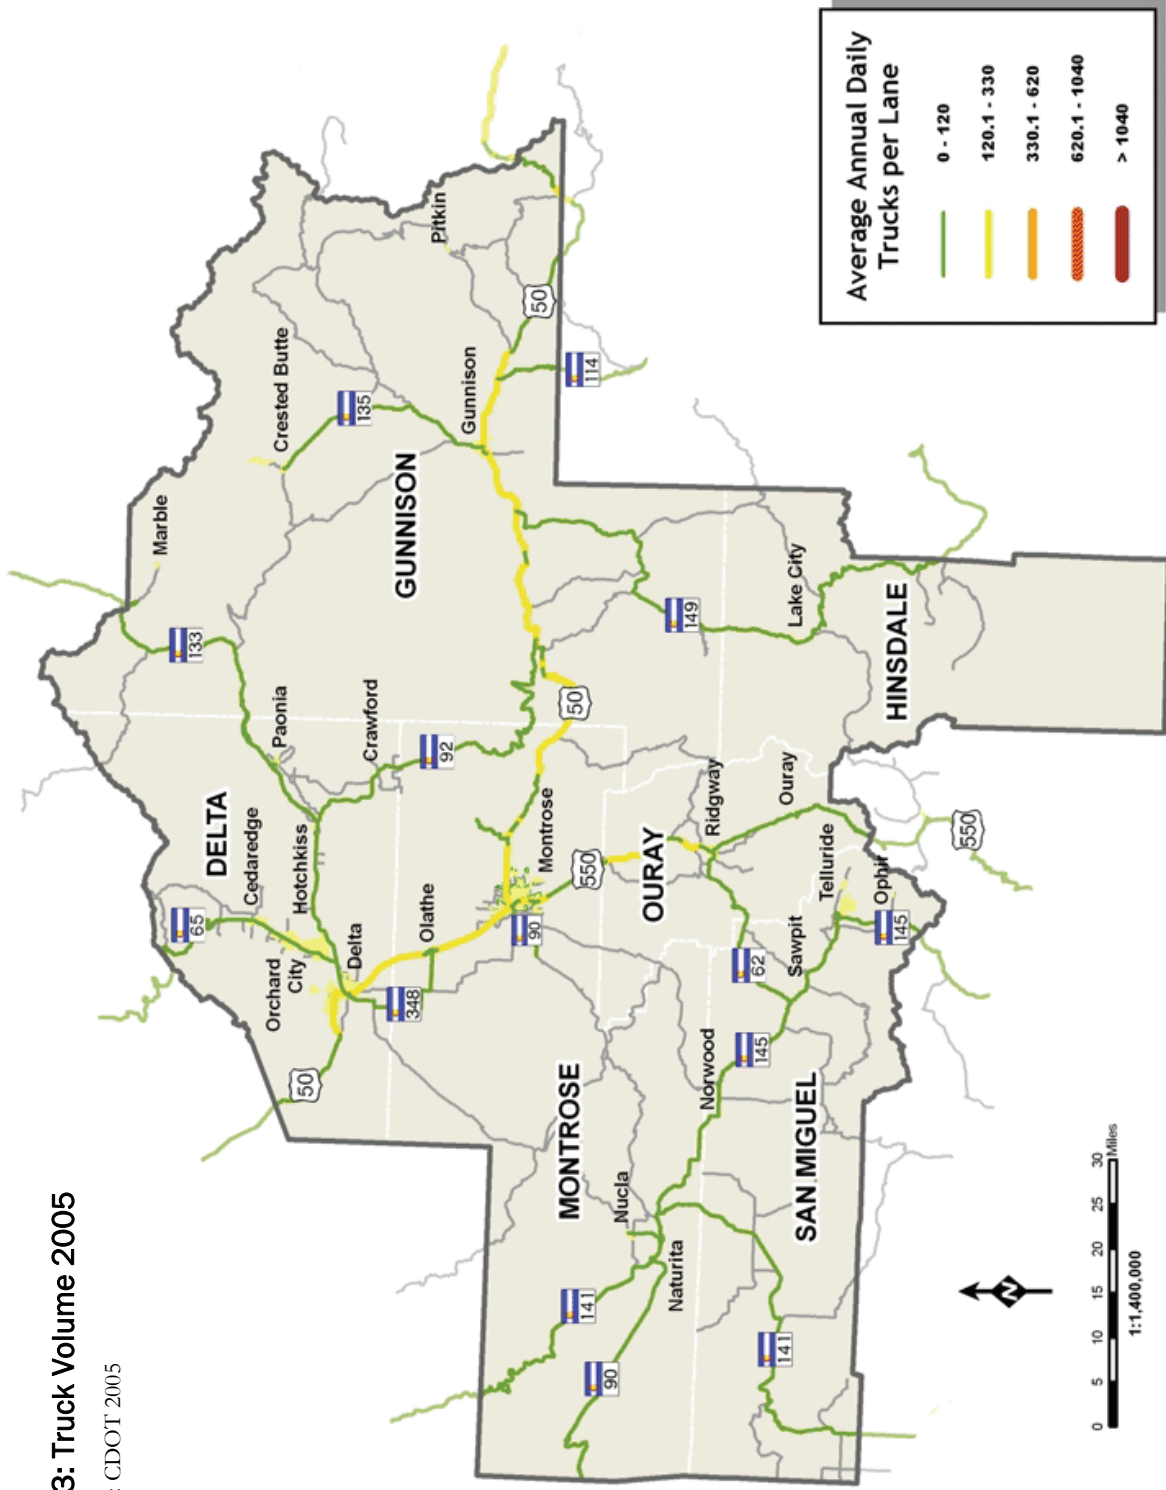 3: Truck Volume 2005
: CDOT 2005
Marble
133
Crested Butte
135
Pitkin
Paonia
DELTA
Cedaredge
65
Crawford
GUNNISON
Gunnison
Hotchkiss
92
50
114
Orchard
City
Delta
Olathe
348
50
Montrose
90
50
149
550
Lake City
MONTROSE
OURAY
Ridgway
HINSDALE
Ouray
Nucla
141
Norwood
62
Sawpit
Telluride
Naturita
90
145
Ophir
145
550
SAN MIGUEL
141
N
0 5 10 15 20 25 30 Miles
1:1,400,000
Average Annual Daily
Trucks per Lane
0 - 120
120.1 - 330
330.1 - 620
620.1 - 1040
> 1040